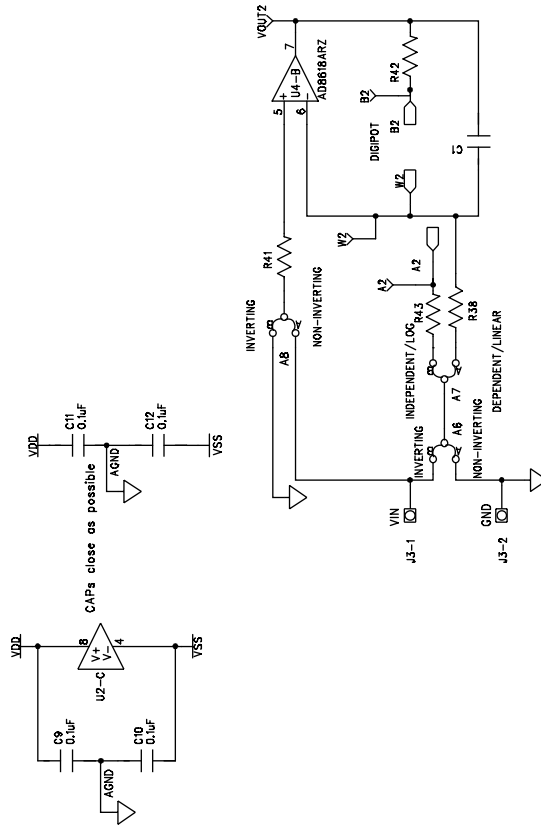 VDD
C11
0.1uF
AGND
C12
0.1uF
VSS
CAPs close as possible
VDD
8
V+
V-
4
U2-C
VSS
C9
0.1uF
AGND
C10
0.1uF
VOUT2
7
U4-B
AD8618ARZ
5
+
6
-
R42
B2
B2
DIGIPOT
C1
W2
W2
R41
INVERTING
B
A
A8
NON-INVERTING
A2
A2
R43
R38
INDEPENDENT/LOG
B
A
A7
DEPENDENT/LINEAR
INVERTING
B
A
A6
NON-INVERTING
VIN
J3-1
GND
J3-2